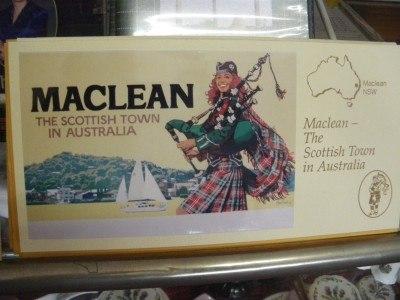 MACLEAN
THE SCOTTISH TOWN
IN AUSTRALIA
Maclean
NSW
Maclean –
The
Scottish Town
in Australia